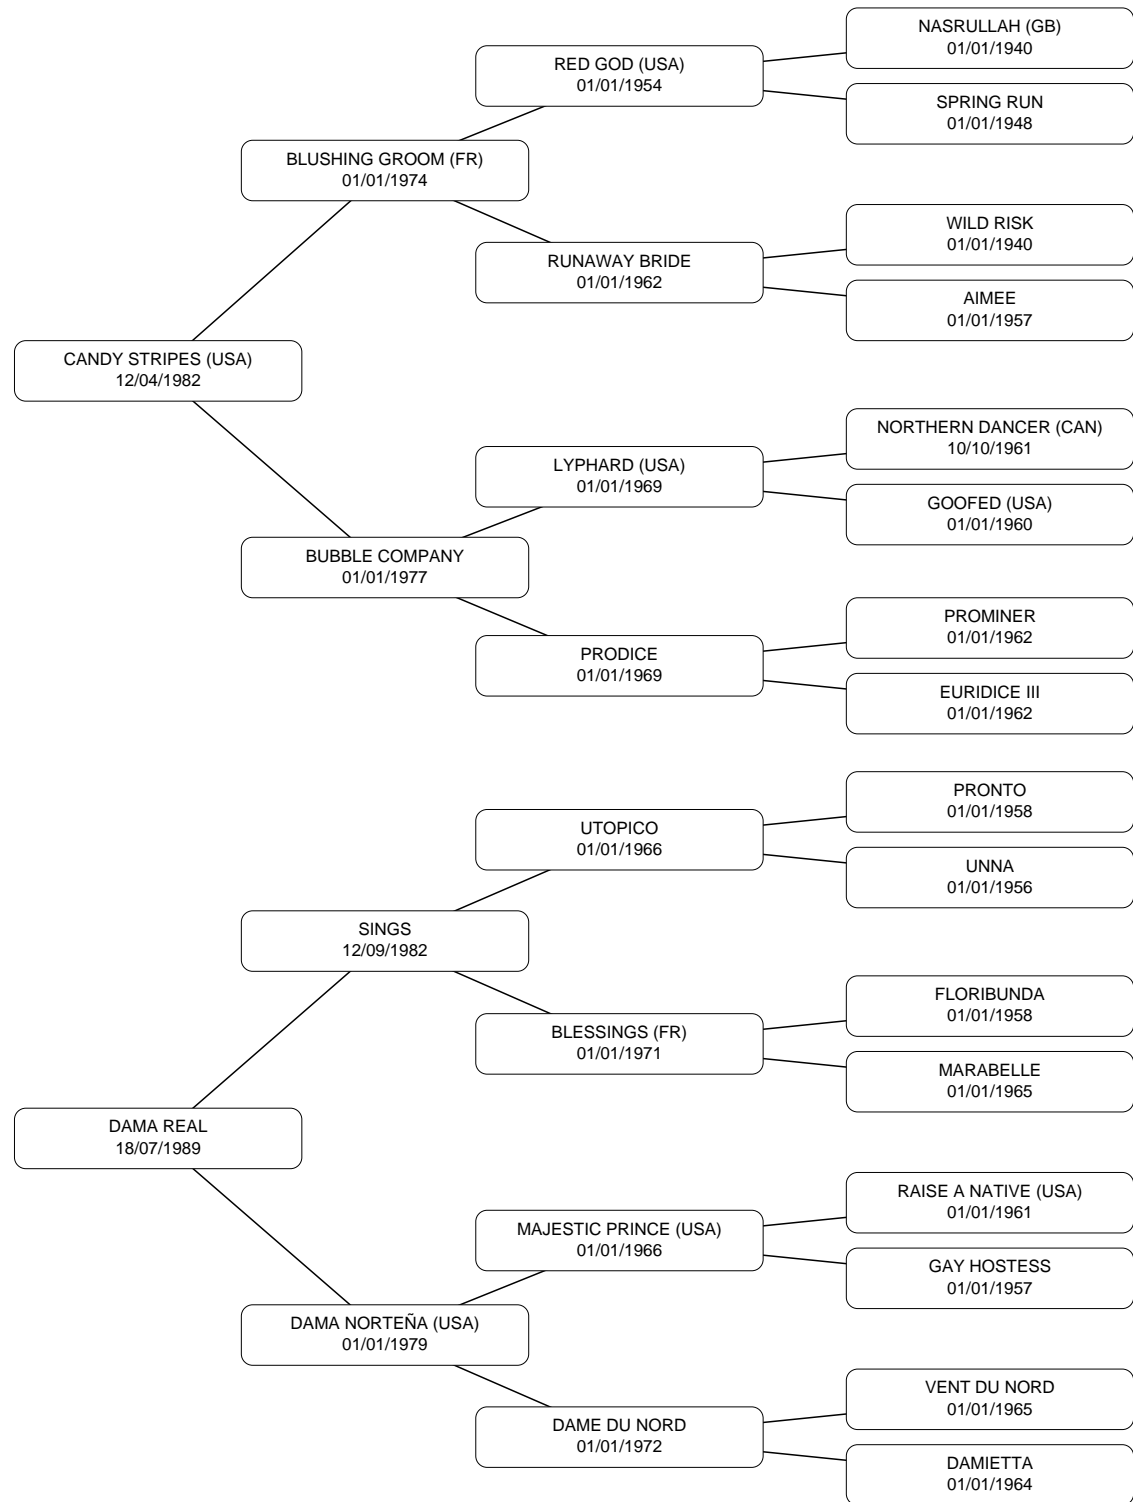 NASRULLAH (GB)
01/01/1940
RED GOD (USA)
01/01/1954
SPRING RUN
01/01/1948
BLUSHING GROOM (FR)
01/01/1974
WILD RISK
01/01/1940
RUNAWAY BRIDE
01/01/1962
AIMEE
01/01/1957
CANDY STRIPES (USA)
12/04/1982
NORTHERN DANCER (CAN)
10/10/1961
LYPHARD (USA)
01/01/1969
GOOFED (USA)
01/01/1960
BUBBLE COMPANY
01/01/1977
PROMINER
01/01/1962
PRODICE
01/01/1969
EURIDICE III
01/01/1962
PRONTO
01/01/1958
UTOPICO
01/01/1966
UNNA
01/01/1956
SINGS
12/09/1982
FLORIBUNDA
01/01/1958
BLESSINGS (FR)
01/01/1971
MARABELLE
01/01/1965
DAMA REAL
18/07/1989
RAISE A NATIVE (USA)
01/01/1961
MAJESTIC PRINCE (USA)
01/01/1966
GAY HOSTESS
01/01/1957
DAMA NORTEÑA (USA)
01/01/1979
VENT DU NORD
01/01/1965
DAME DU NORD
01/01/1972
DAMIETTA
01/01/1964